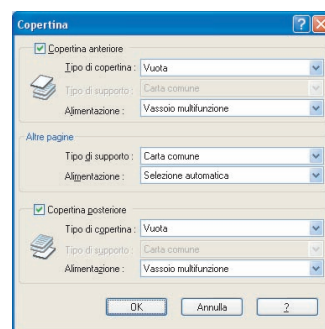 Copertina
Copertina anteriore
Tipo di copertina : Vuota
Tipo di supporto : Carta comune
Alimentazione : Vassoio multifunzione
Altre pagine
Tipo di supporto : Carta comune
Alimentazione : Selezione automatica
Copertina posteriore
Tipo di copertina : Vuota
Tipo di supporto : Carta comune
Alimentazione : Vassoio multifunzione
OK Annulla ?